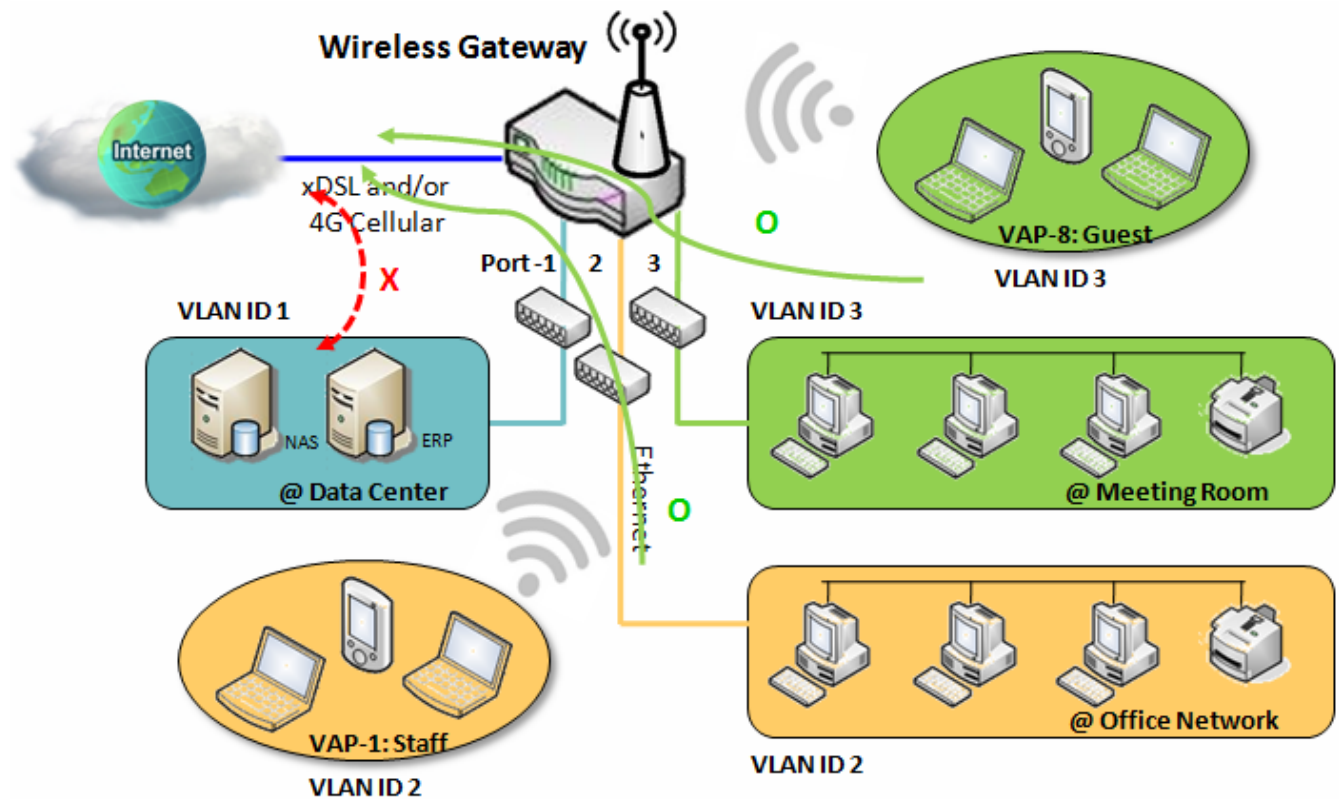 Wireless Gateway
Internet
xDSL and/or
4G Cellular
VAP-8: Guest
VLAN ID 3
O
Port -1
2
3
X
VLAN ID 1
VLAN ID 3
NAS
ERP
@ Data Center
Ethernet
O
@ Meeting Room
VAP-1: Staff
VLAN ID 2
@ Office Network
VLAN ID 2